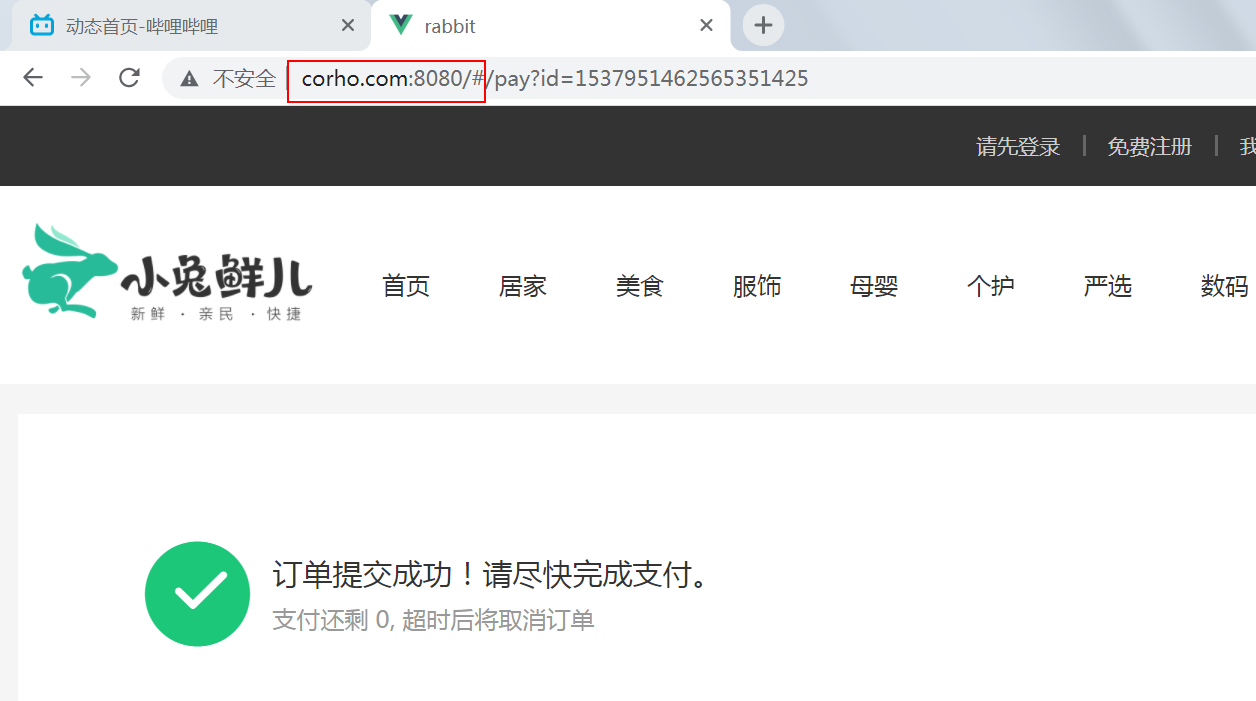 动态首页-哔哩哔哩
rabbit
不安全 corho.com:8080/#/pay?id=1537951462565351425
请先登录 免费注册 我
小兔鲜儿
新鲜 · 亲民 · 快捷
首页 居家 美食 服饰 母婴 个护 严选 数码
订单提交成功！请尽快完成支付。
支付还剩 0, 超时后将取消订单